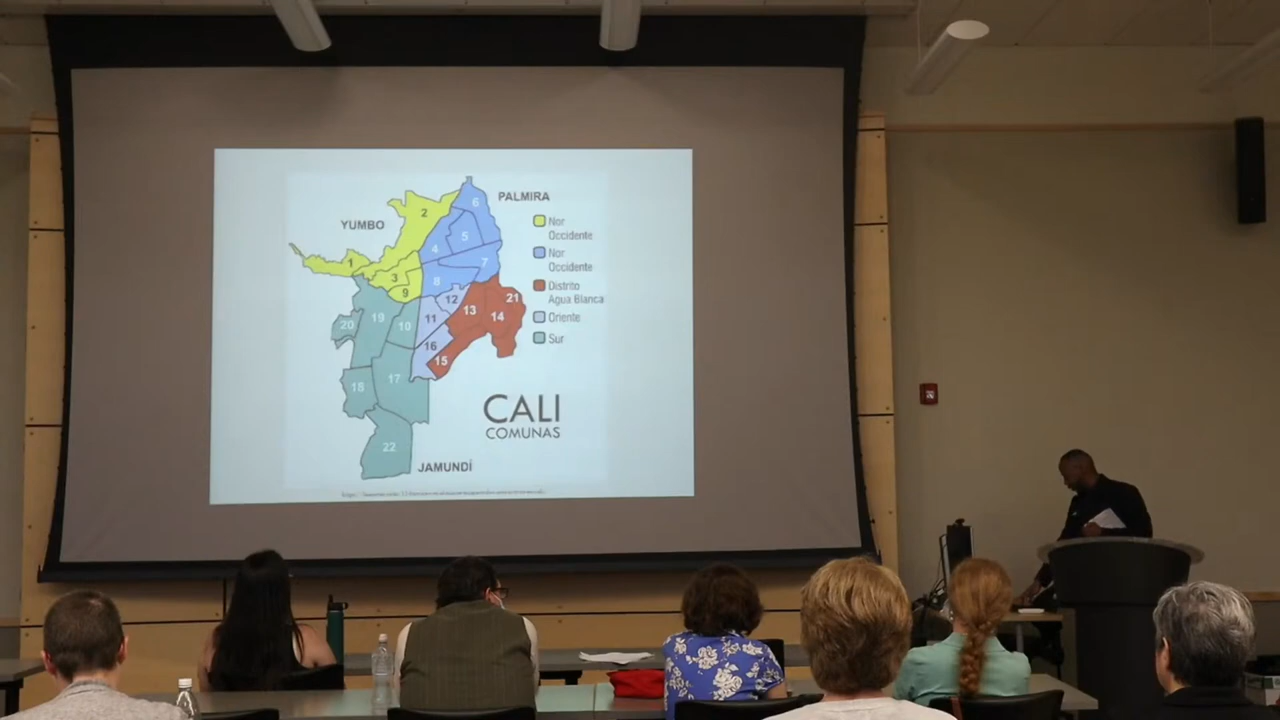 PALMIRA
6
2
YUMBO
Nor
Occidente
5
4
Nor
Occidente
7
1
3
8
9
Distrito
Agua Blanca
12
21
13
14
19
11
Oriente
20
10
Sur
16
15
17
18
CALI
COMUNAS
22
JAMUNDÍ